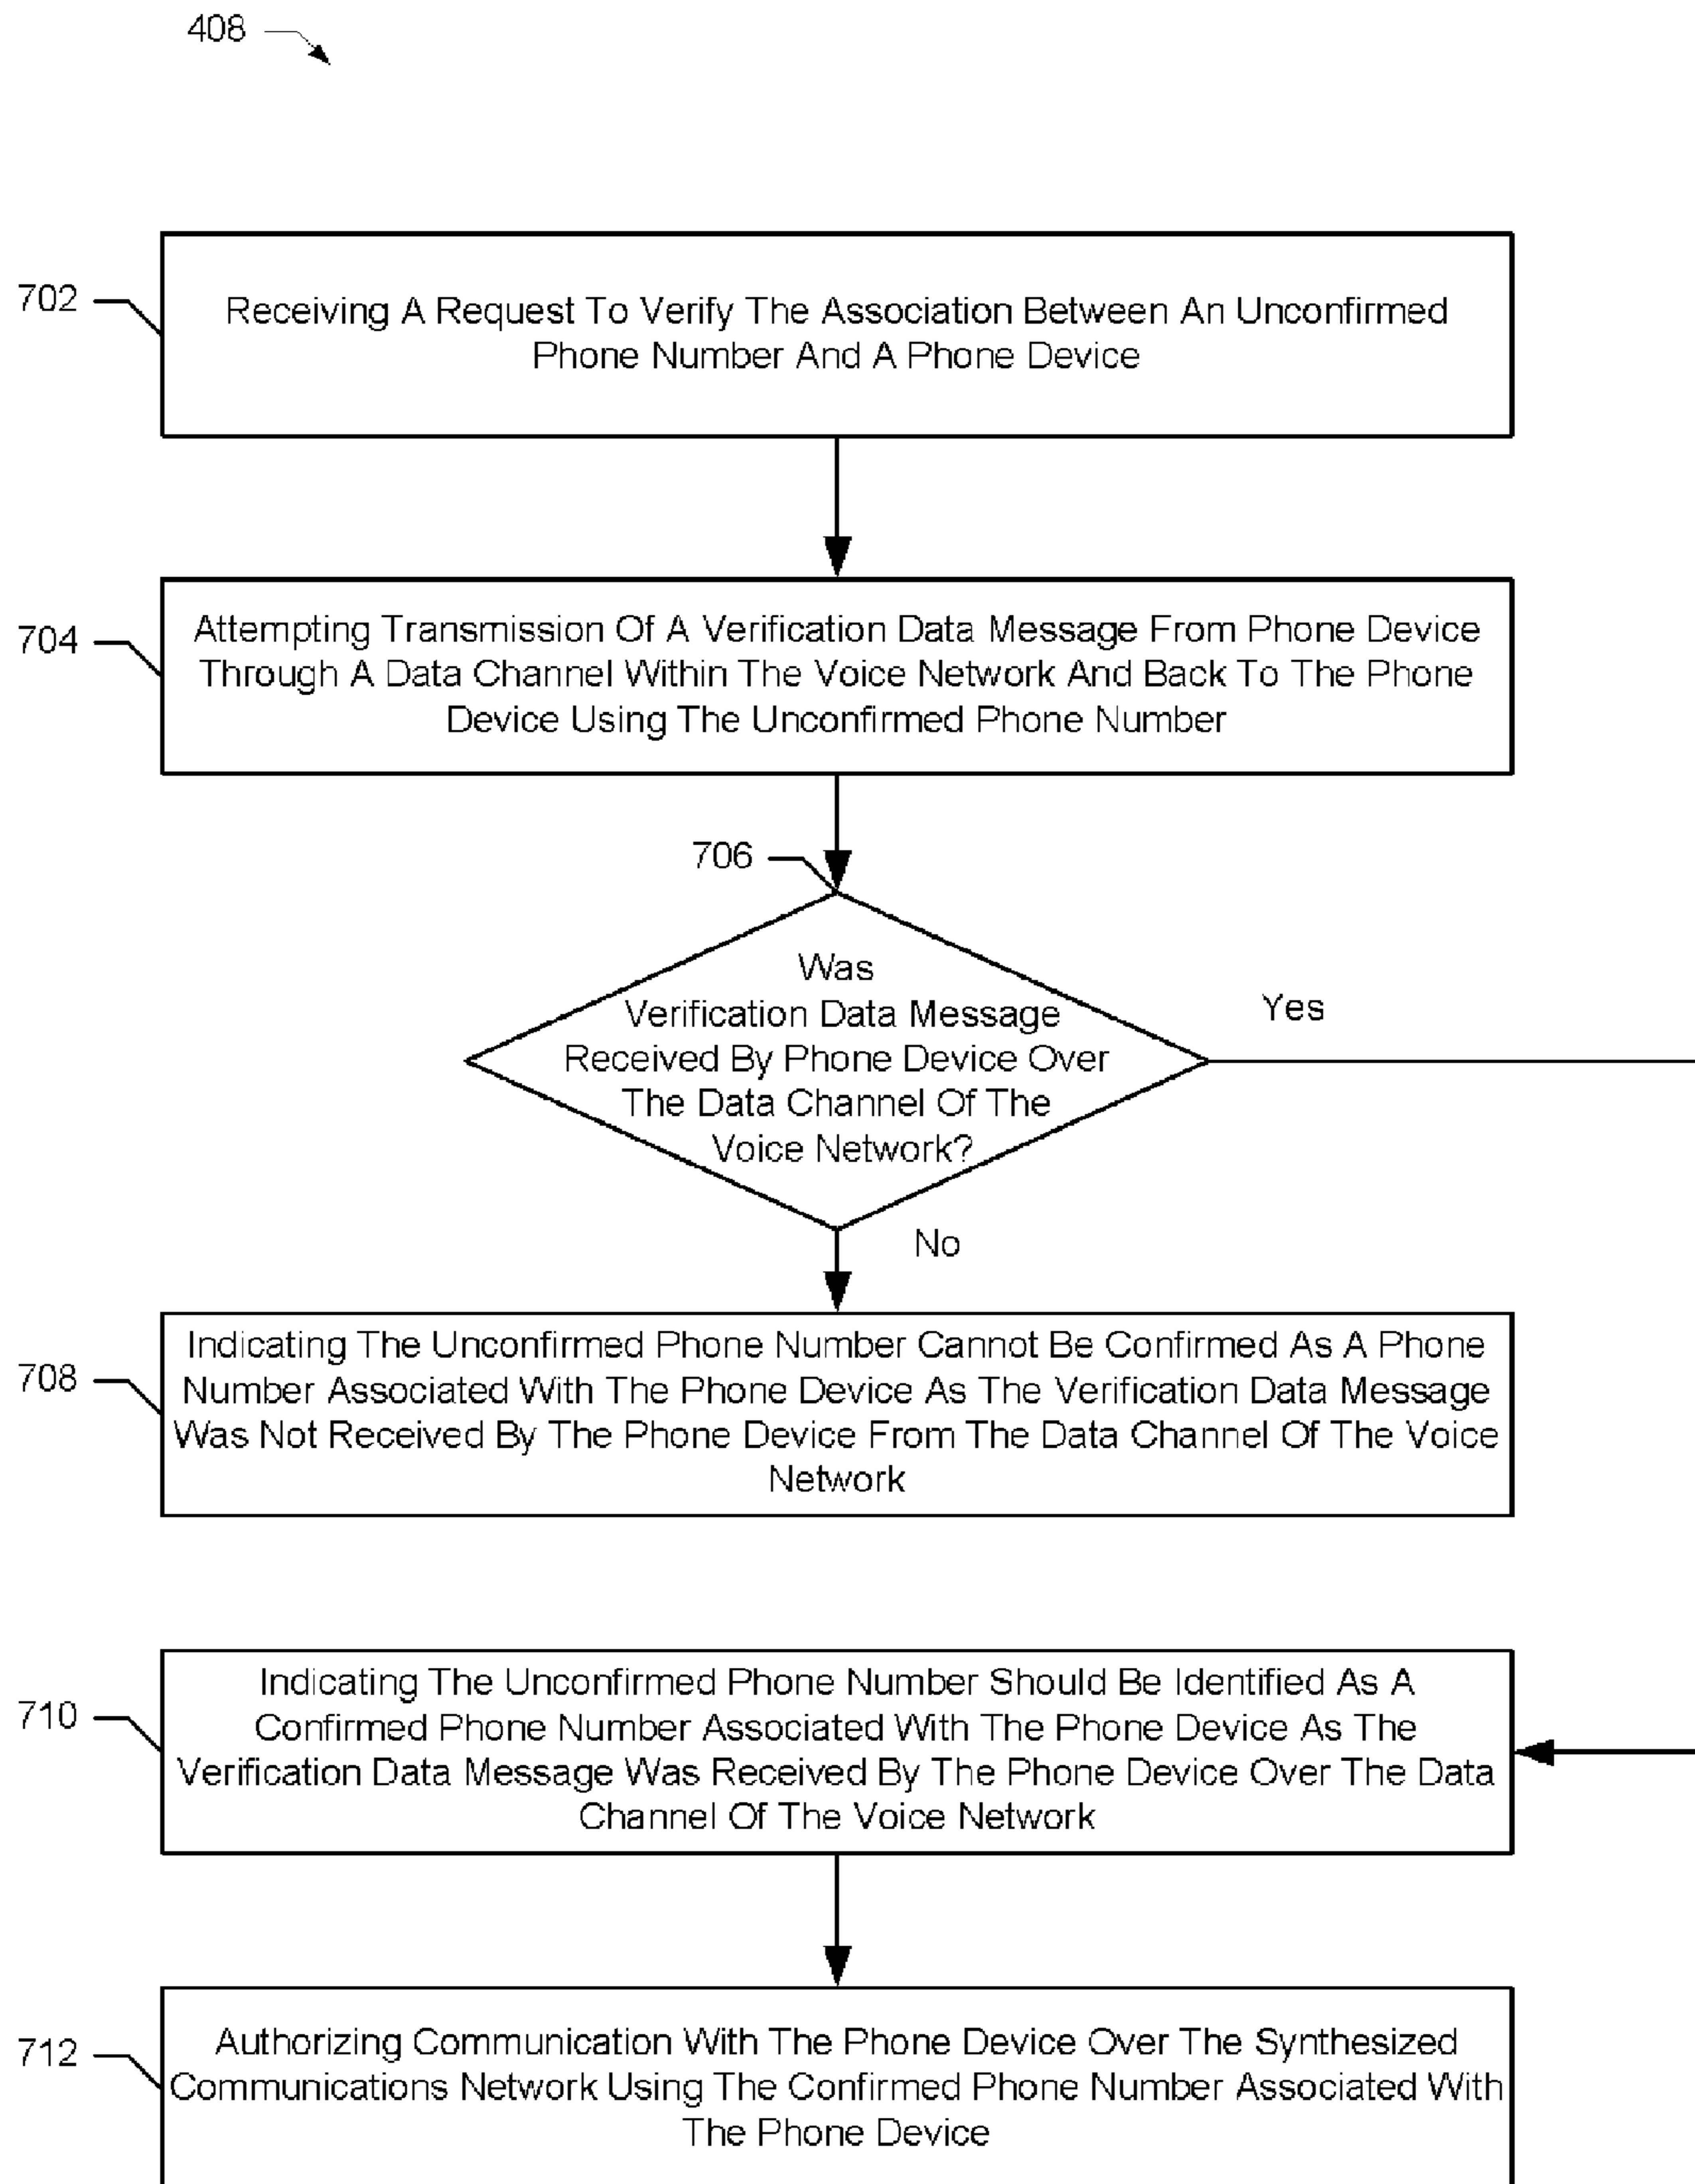 408
702
Receiving A Request To Verify The Association Between An Unconfirmed
Phone Number And A Phone Device
704
Attempting Transmission Of A Verification Data Message From Phone Device
Through A Data Channel Within The Voice Network And Back To The Phone
Device Using The Unconfirmed Phone Number
706
Was
Verification Data Message
Received By Phone Device Over
The Data Channel Of The
Voice Network?
Yes
No
708
Indicating The Unconfirmed Phone Number Cannot Be Confirmed As A Phone
Number Associated With The Phone Device As The Verification Data Message
Was Not Received By The Phone Device From The Data Channel Of The Voice
Network
710
Indicating The Unconfirmed Phone Number Should Be Identified As A
Confirmed Phone Number Associated With The Phone Device As The
Verification Data Message Was Received By The Phone Device Over The Data
Channel Of The Voice Network
712
Authorizing Communication With The Phone Device Over The Synthesized
Communications Network Using The Confirmed Phone Number Associated With
The Phone Device